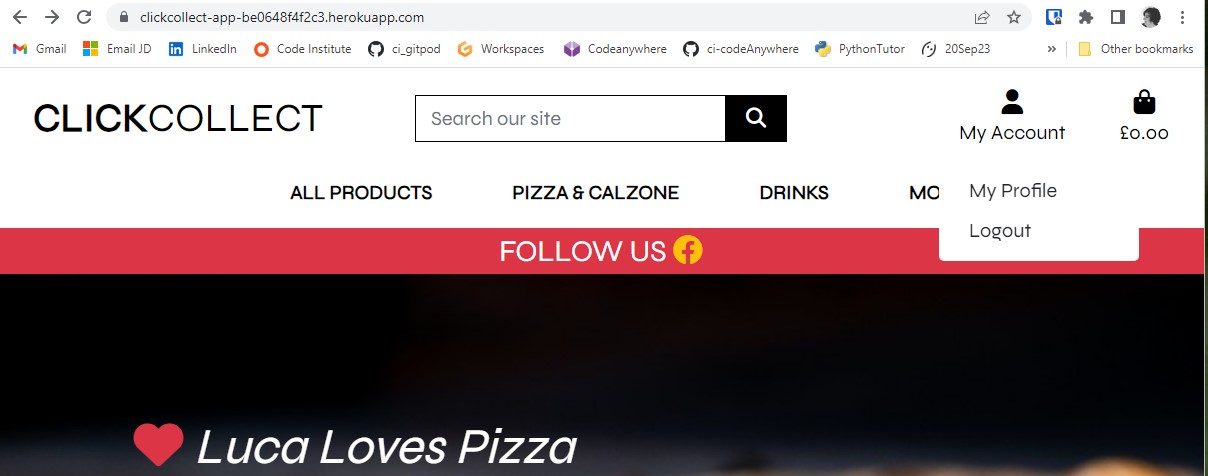 clickcollect-app-be0648f4f2c3.herokuapp.com
Gmail Email JD LinkedIn Code Institute ci_gitpod Workspaces Codeanywhere ci-codeAnywhere PythonTutor 20Sep23 » Other bookmarks
CLICKCOLLECT
Search our site
My Account
£0.00
ALL PRODUCTS PIZZA & CALZONE DRINKS MO
My Profile
Logout
FOLLOW US
Luca Loves Pizza